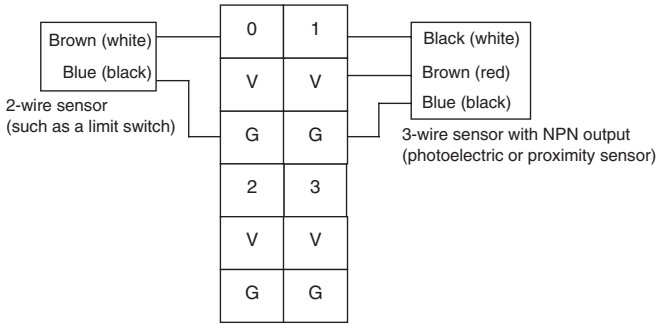 Brown (white)
Blue (black)
2-wire sensor
(such as a limit switch)
0 1
V V
G G
2 3
V V
G G
Black (white)
Brown (red)
Blue (black)
3-wire sensor with NPN output
(photoelectric or proximity sensor)